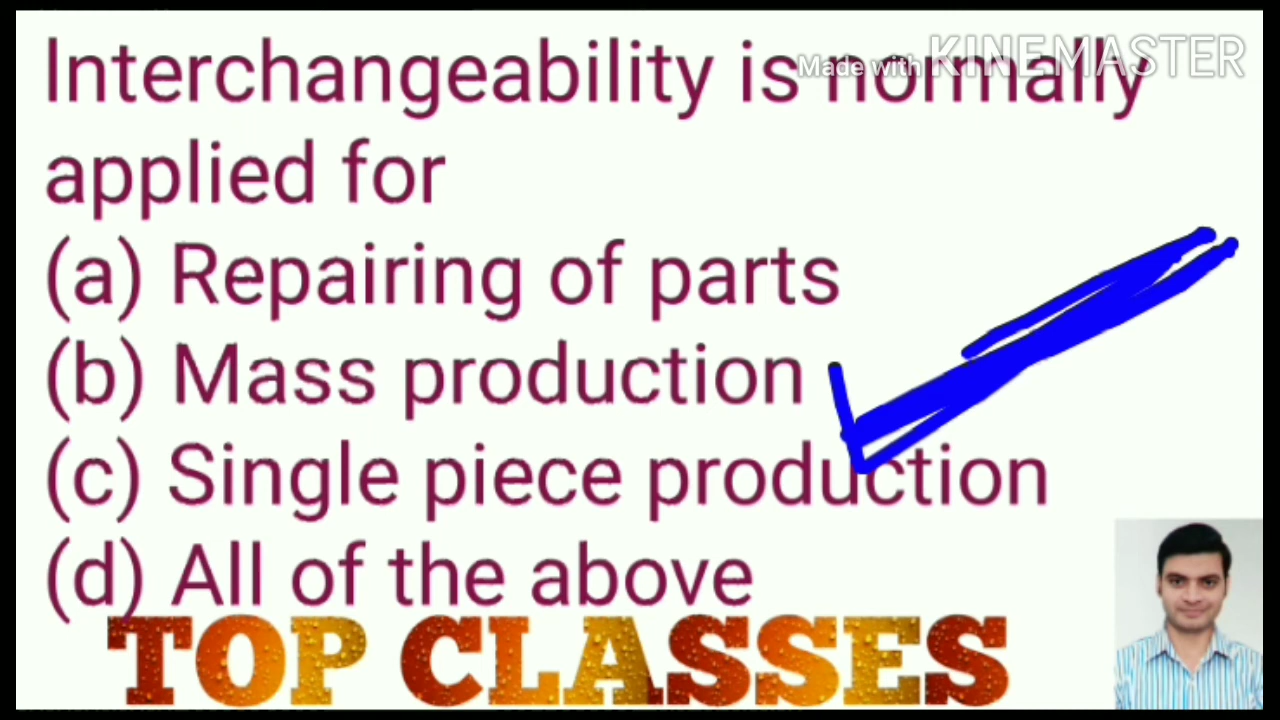 Interchangeability is normally
Made with KINEMASTER
applied for
(a) Repairing of parts
(b) Mass production
(c) Single piece production
(d) All of the above
TOP CLASSES